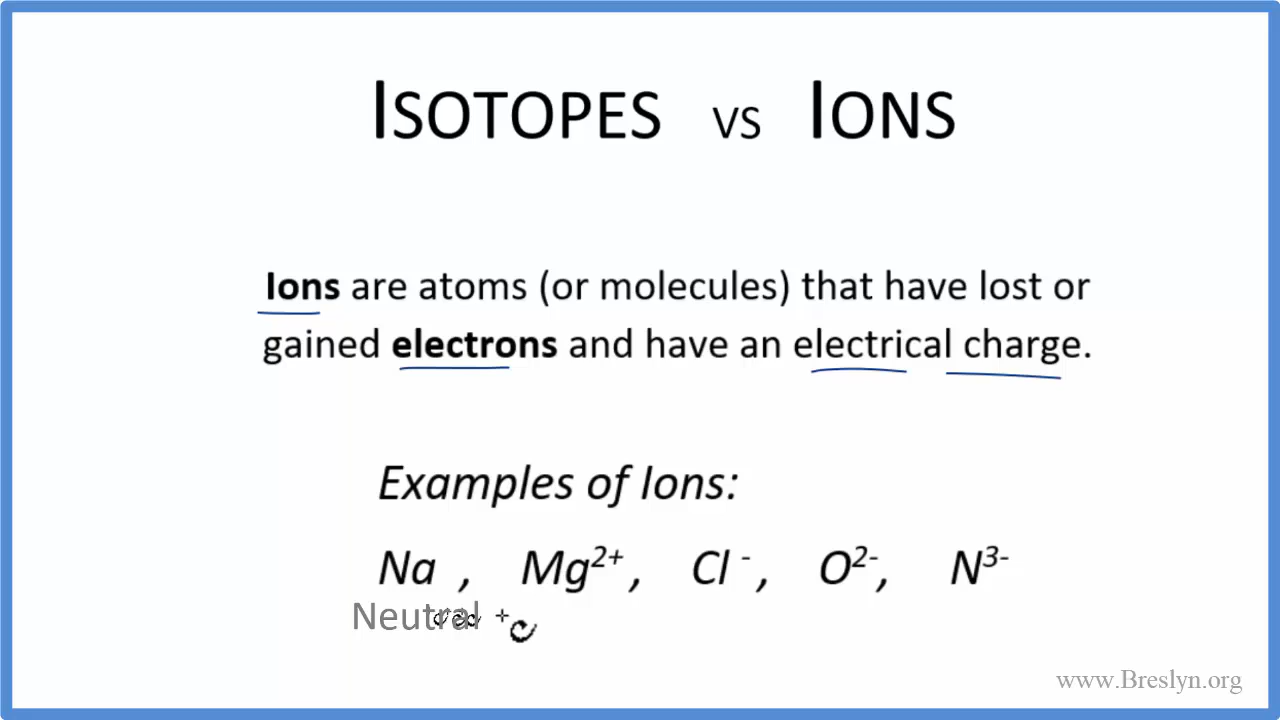 ISOTOPES VS IONS
Ions are atoms (or molecules) that have lost or
gained electrons and have an electrical charge.
Examples of Ions:
Na , Mg²⁺, Cl ⁻, O²⁻, N³⁻
Neutral
www.Breslyn.org